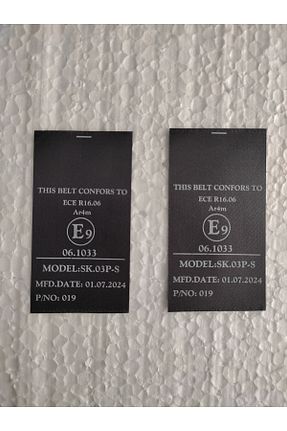 THIS BELT CONFORS TO
ECE R16.06
Ar4m
E9
06.1033
MODEL:SK.03P-S
MFD.DATE: 01.07.2024
P/NO: 019
THIS BELT CONFORS TO
ECE R16.06
Ar4m
E9
06.1033
MODEL:SK.03P-S
MFD.DATE: 01.07.2024
P/NO: 019